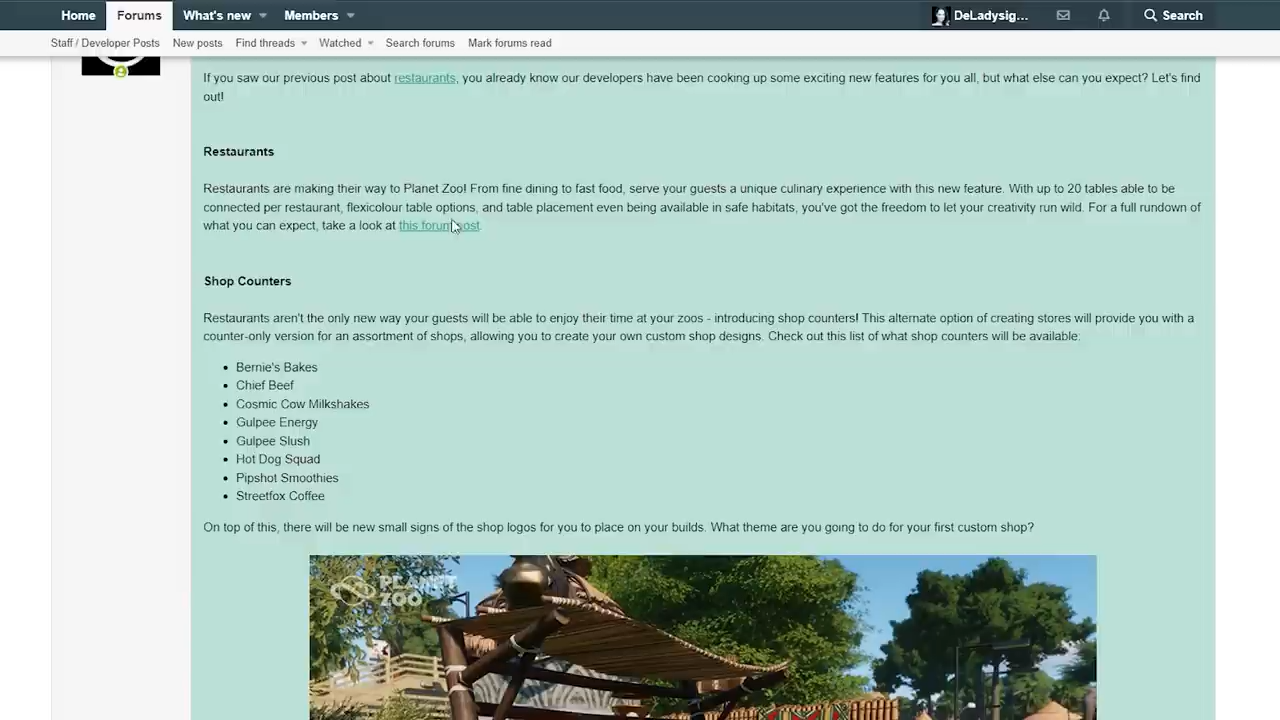 Home Forums What's new Members DeLadysig... Search
Staff / Developer Posts New posts Find threads Watched Search forums Mark forums read
If you saw our previous post about restaurants, you already know our developers have been cooking up some exciting new features for you all, but what else can you expect? Let's find
out!
Restaurants
Restaurants are making their way to Planet Zoo! From fine dining to fast food, serve your guests a unique culinary experience with this new feature. With up to 20 tables able to be
connected per restaurant, flexicolour table options, and table placement even being available in safe habitats, you've got the freedom to let your creativity run wild. For a full rundown of
what you can expect, take a look at this forum post.
Shop Counters
Restaurants aren't the only new way your guests will be able to enjoy their time at your zoos - introducing shop counters! This alternate option of creating stores will provide you with a
counter-only version for an assortment of shops, allowing you to create your own custom shop designs. Check out this list of what shop counters will be available:
• Bernie's Bakes
• Chief Beef
• Cosmic Cow Milkshakes
• Gulpee Energy
• Gulpee Slush
• Hot Dog Squad
• Pipshot Smoothies
• Streetfox Coffee
On top of this, there will be new small signs of the shop logos for you to place on your builds. What theme are you going to do for your first custom shop?
PLANET
ZOO